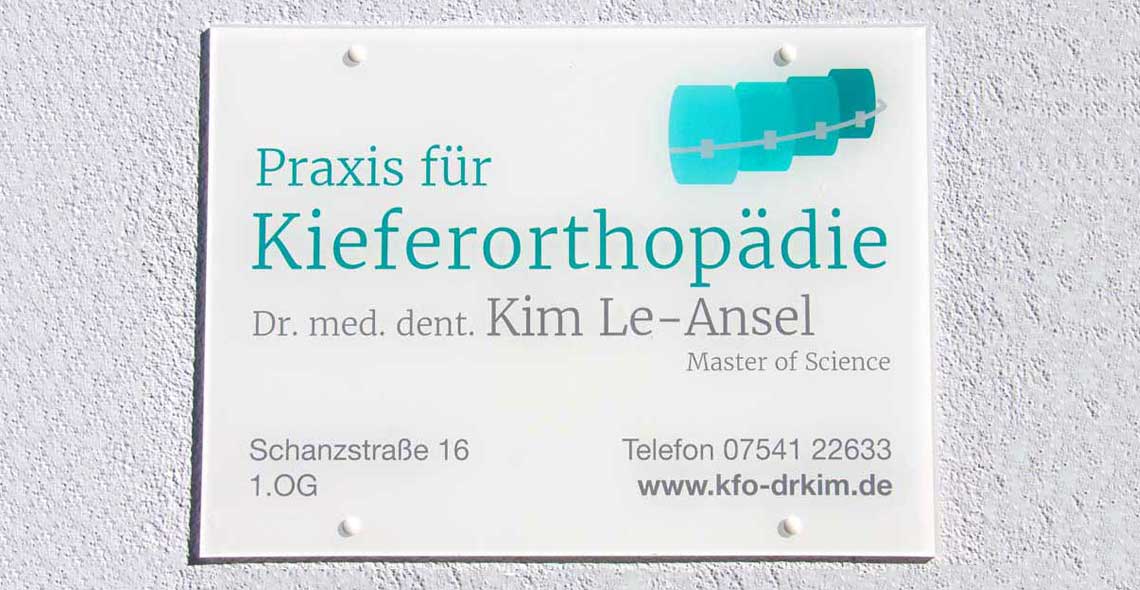 Praxis für
Kieferorthopädie
Dr. med. dent. Kim Le-Ansel
Master of Science
Schanzstraße 16
1.OG
Telefon 07541 22633
www.kfo-drkim.de